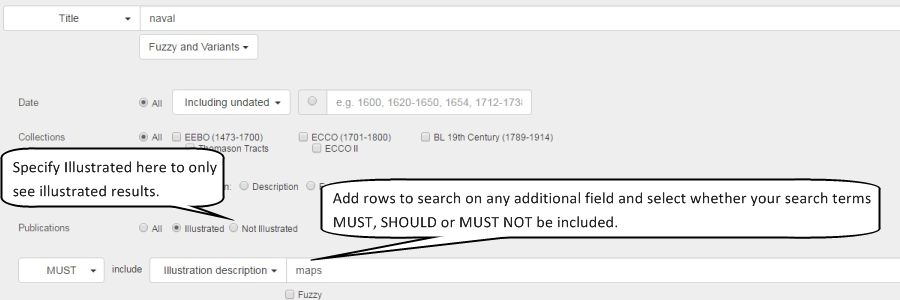 Title naval
Fuzzy and Variants
Date All Including undated e.g. 1600, 1620-1650, 1654, 1712-173
Collections All EEBO (1473-1700) ECCO (1701-1800) BL 19th Century (1789-1914)
Thomason Tracts ECCO II
Specify Illustrated here to only
see illustrated results.
Description
Add rows to search on any additional field and select whether your search terms
MUST, SHOULD or MUST NOT be included.
Publications All Illustrated Not Illustrated
MUST include Illustration description maps
Fuzzy